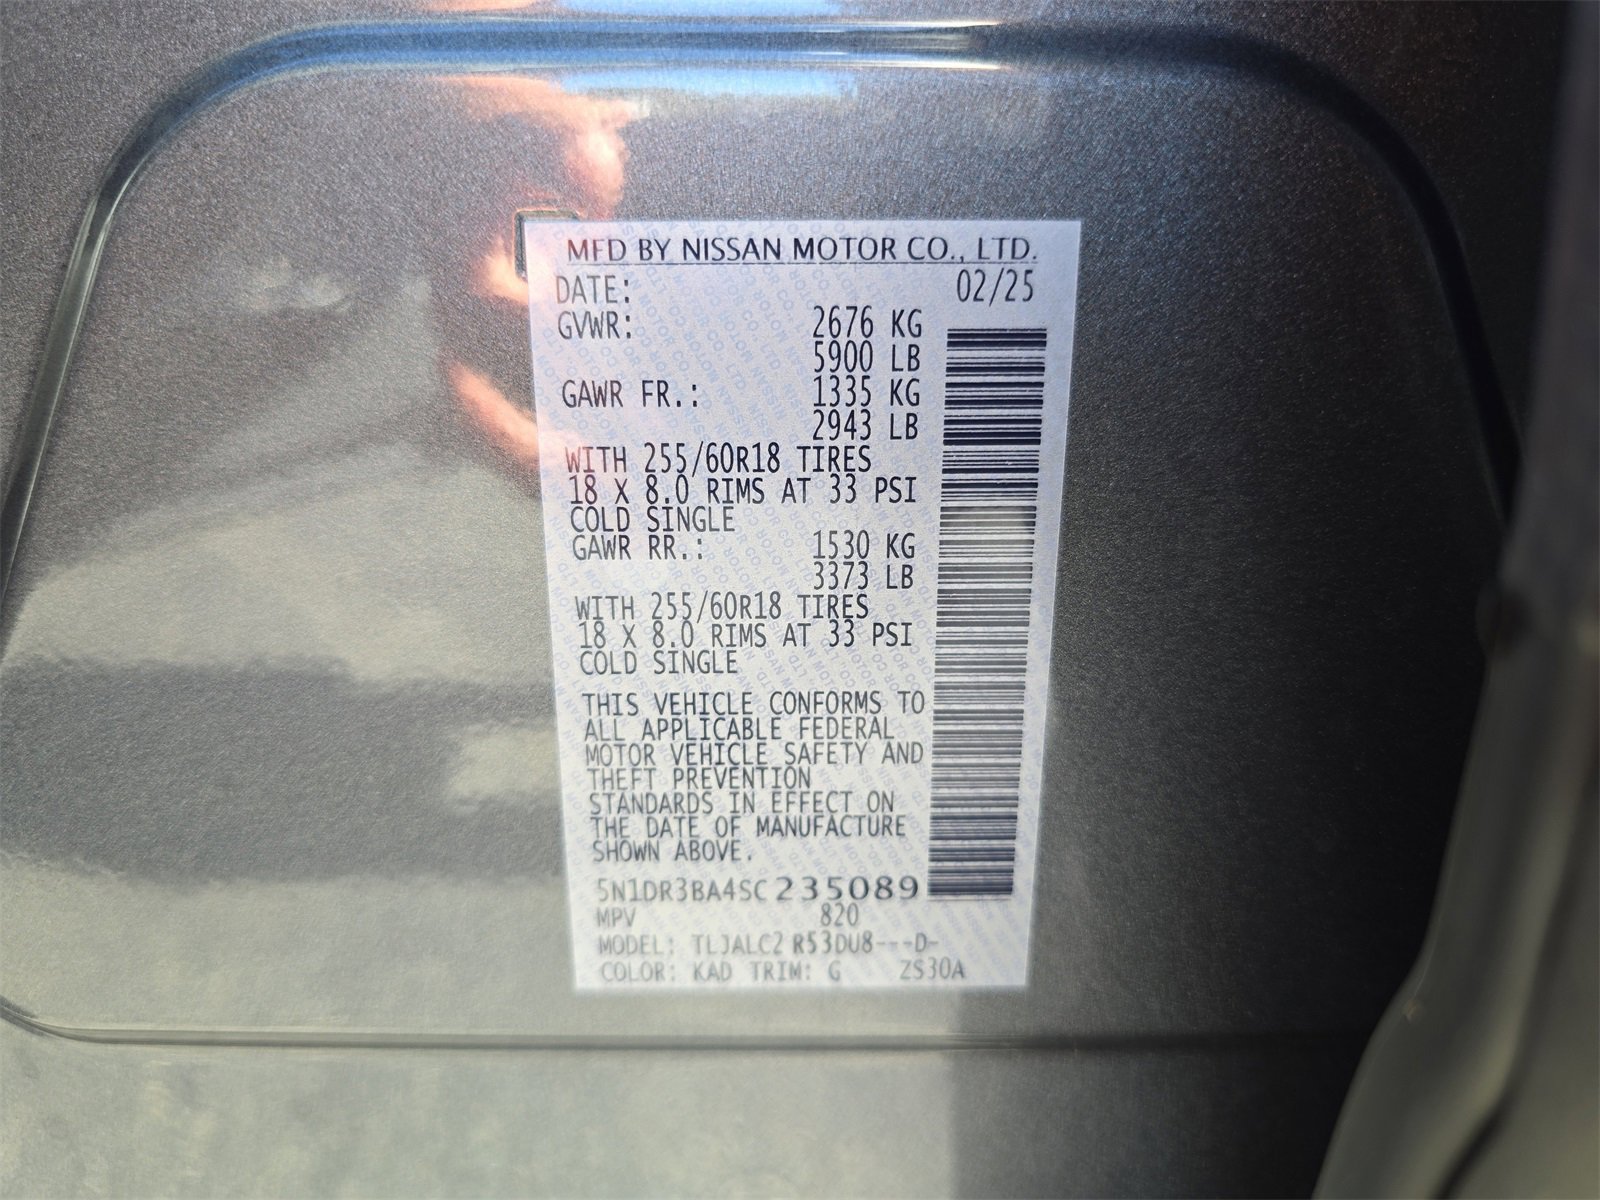 MFD BY NISSAN MOTOR CO., LTD.
DATE: 02/25
GVWR: 2676 KG
5900 LB
GAWR FR.: 1335 KG
2943 LB
WITH 255/60R18 TIRES
18 X 8.0 RIMS AT 33 PSI
COLD SINGLE
GAWR RR.: 1530 KG
3373 LB
WITH 255/60R18 TIRES
18 X 8.0 RIMS AT 33 PSI
COLD SINGLE
THIS VEHICLE CONFORMS TO
ALL APPLICABLE FEDERAL
MOTOR VEHICLE SAFETY AND
THEFT PREVENTION
STANDARDS IN EFFECT ON
THE DATE OF MANUFACTURE
SHOWN ABOVE.
5N1DR3BA4SC235089
MPV 820
MODEL: TLJALC2 R53DU8---D-
COLOR: KAD TRIM: G ZS30A